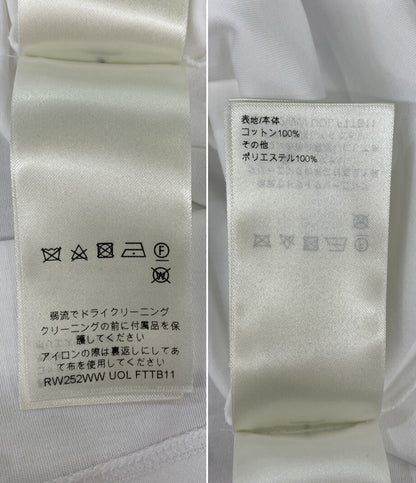 弱流でドライクリーニング
クリーニングの前に付属品を保
護してください
アイロンの際は裏返しにしてあ
て布を使用してください
RW252WW UOL FTTB11
表地/本体
コットン100%
その他
ポリエステル100%